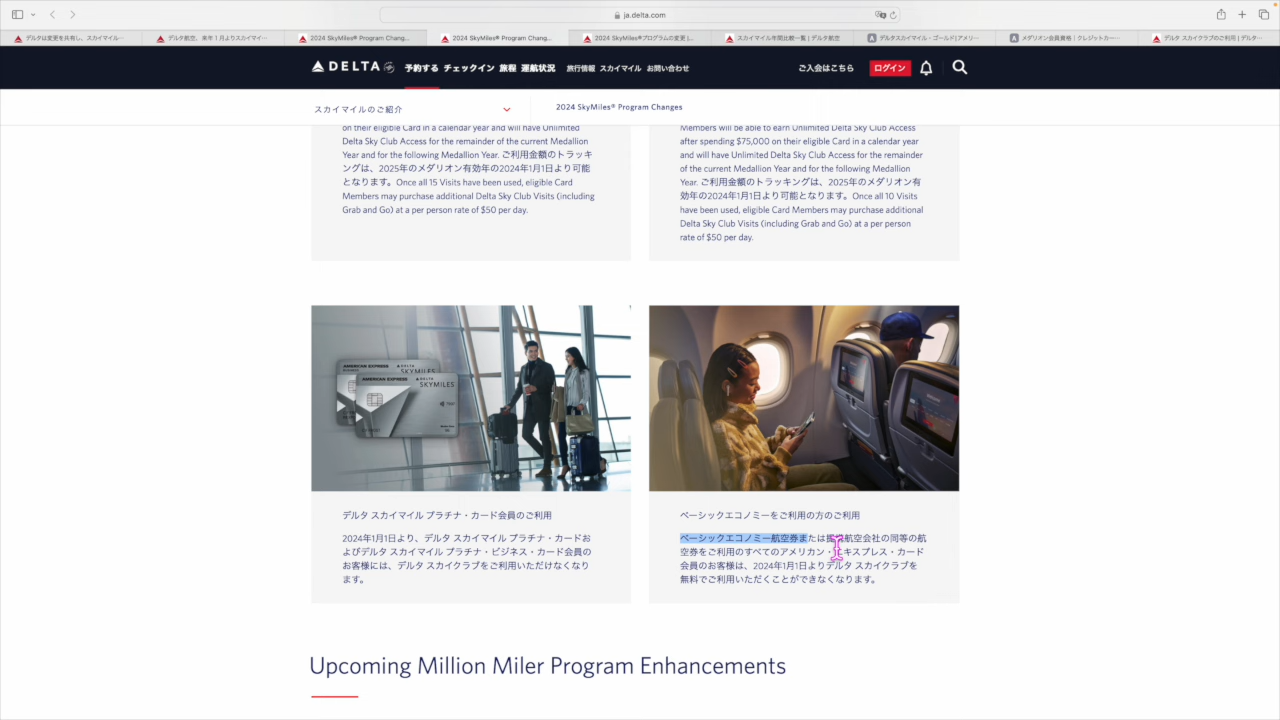 ja.delta.com
デルタは変更を共有し、スカイマイル…
デルタ航空、来年 1 月よりスカイマイ…
2024 SkyMiles® Program Chang...
2024 SkyMiles® Program Chang...
2024 SkyMiles®プログラムの変更 |...
スカイマイル年間比較一覧 | デルタ航空
デルタスカイマイル・ゴールド(アメリ…
メダリオン会員資格 | クレジットカー…
デルタ スカイクラブのご利用 | デルタ…
DELTA
予約する チェックイン 旅程 運航状況 旅行情報 スカイマイル お問い合わせ
ご入会はこちら
ログイン
スカイマイルのご紹介
2024 SkyMiles® Program Changes
on their eligible Card in a calendar year and will have Unlimited
Delta Sky Club Access for the remainder of the current Medallion
Year and for the following Medallion Year. ご利用金額のトラッキ
ングは、2025年のメダリオン有効年の2024年1月1日より可能
となります。Once all 15 Visits have been used, eligible Card
Members may purchase additional Delta Sky Club Visits (including
Grab and Go) at a per person rate of $50 per day.
Members will be able to earn Unlimited Delta Sky Club Access
after spending $75,000 on their eligible Card in a calendar year
and will have Unlimited Delta Sky Club Access for the remainder
of the current Medallion Year and for the following Medallion
Year. ご利用金額のトラッキングは、2025年のメダリオン有
効年の2024年1月1日より可能となります。Once all 10 Visits
have been used, eligible Card Members may purchase additional
Delta Sky Club Visits (including Grab and Go) at a per person
rate of $50 per day.
AMERICAN EXPRESS
DELTA
SKYMILES
AMERICAN EXPRESS
DELTA
SKYMILES
デルタ スカイマイル プラチナ・カード会員のご利用
2024年1月1日より、デルタ スカイマイル プラチナ・カードお
よびデルタ スカイマイル プラチナ・ビジネス・カード会員の
お客様には、デルタ スカイクラブをご利用いただけなくなり
ます。
ベーシックエコノミーをご利用の方のご利用
ベーシックエコノミー航空券または航空会社の同等の航
空券をご利用のすべてのアメリカン・キスプレス・カード
会員のお客様は、2024年1月1日よりデルタ スカイクラブを
無料でご利用いただくことができなくなります。
Upcoming Million Miler Program Enhancements